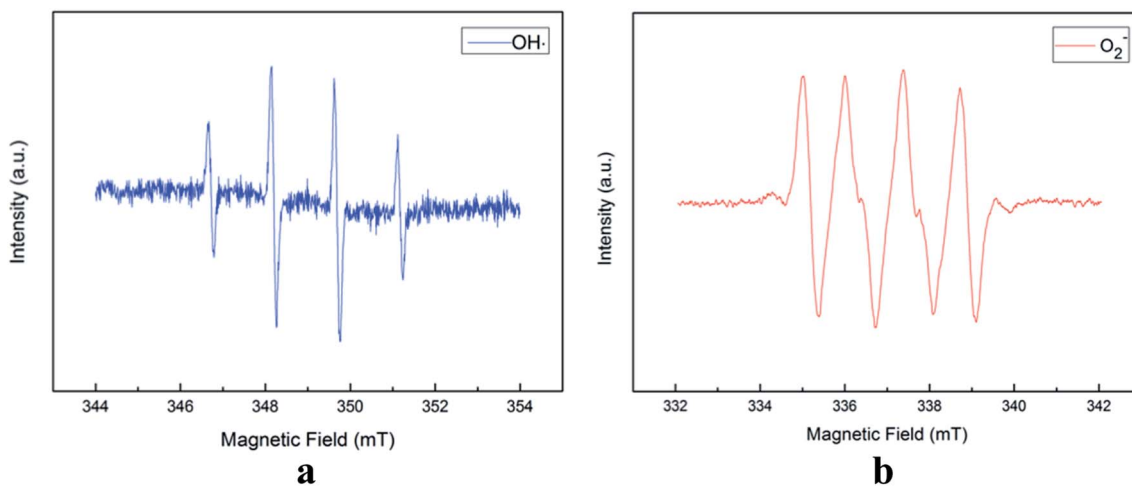 OH·
Intensity (a.u.)
344 346 348 350 352 354
Magnetic Field (mT)
a
O₂⁻
Intensity (a.u.)
332 334 336 338 340 342
Magnetic Field (mT)
b